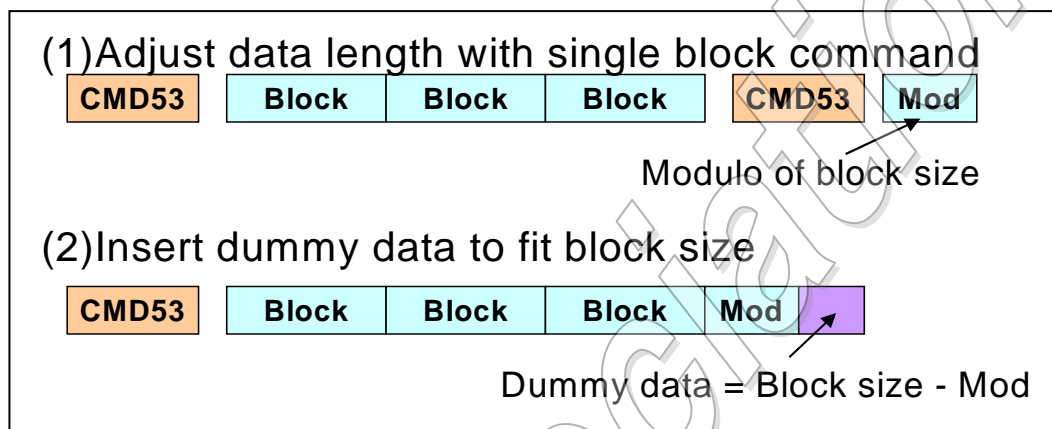 (1)Adjust data length with single block command
CMD53 Block Block Block CMD53 Mod
Modulo of block size
(2)Insert dummy data to fit block size
CMD53 Block Block Block Mod
Dummy data = Block size - Mod